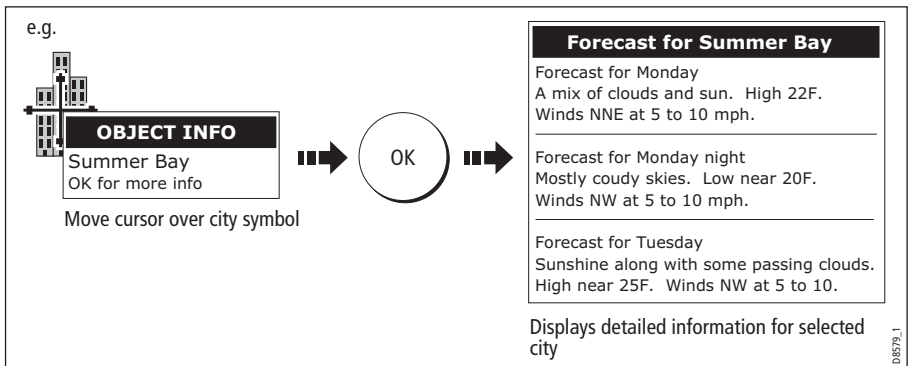 e.g.
OBJECT INFO
Summer Bay
OK for more info
Move cursor over city symbol
OK
Forecast for Summer Bay
Forecast for Monday
A mix of clouds and sun. High 22F.
Winds NNE at 5 to 10 mph.
Forecast for Monday night
Mostly coudy skies. Low near 20F.
Winds NW at 5 to 10 mph.
Forecast for Tuesday
Sunshine along with some passing clouds.
High near 25F. Winds NW at 5 to 10.
Displays detailed information for selected
city
D8579_1